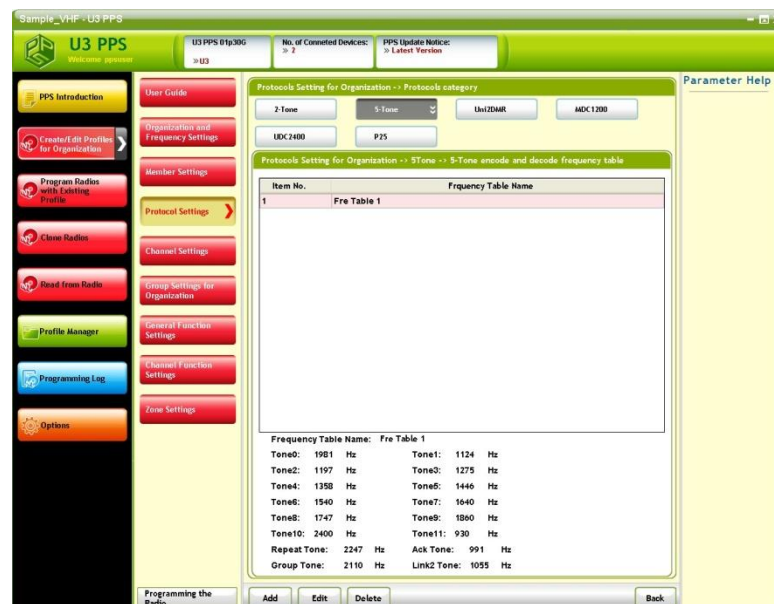 Sample_VHF - U3 PPS
U3 PPS
Welcome ppsuser
U3 PPS 01p30G
» U3
No. of Conneted Devices:
» 2
PPS Update Notice:
» Latest Version
PPS Introduction
Create/Edit Profiles
for Organization
Program Radios
with Existing
Profile
Clone Radios
Read from Radio
Profile Manager
Programming Log
Options
User Guide
Organization and
Frequency Settings
Member Settings
Protocol Settings
Channel Settings
Group Settings for
Organization
General Function
Settings
Channel Function
Settings
Zone Settings
Programming the
Radio
Protocols Setting for Organization -> Protocols category
2-Tone 5-Tone Uni2DMR MDC1200
UDC2400 P25
Protocols Setting for Organization -> 5Tone -> 5-Tone encode and decode frequency table
Item No. Frquency Table Name
1 Fre Table 1
Frequency Table Name: Fre Table 1
Tone0: 1981 Hz Tone1: 1124 Hz
Tone2: 1197 Hz Tone3: 1275 Hz
Tone4: 1358 Hz Tone5: 1446 Hz
Tone6: 1540 Hz Tone7: 1640 Hz
Tone8: 1747 Hz Tone9: 1860 Hz
Tone10: 2400 Hz Tone11: 930 Hz
Repeat Tone: 2247 Hz Ack Tone: 991 Hz
Group Tone: 2110 Hz Link2 Tone: 1055 Hz
Add Edit Delete Back
Parameter Help